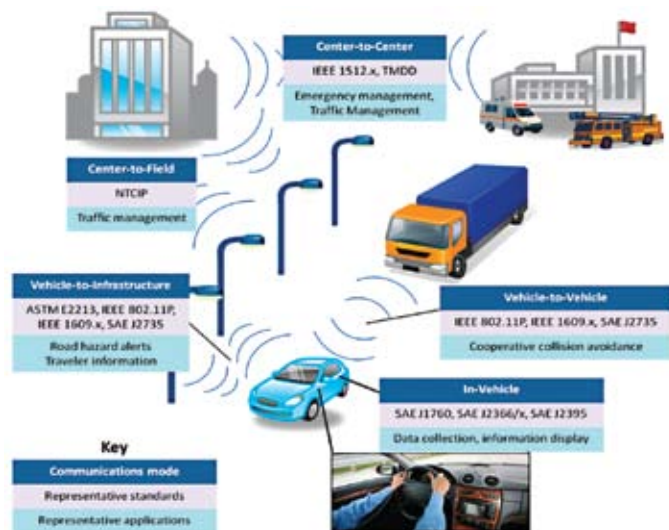 Center-to-Center
IEEE 1512.x, TMDD
Emergency management,
Traffic Management
Center-to-Field
NTCIP
Traffic management
Vehicle-to-Infrastructure
ASTM E2213, IEEE 802.11P,
IEEE 1609.x, SAE J2735
Road hazard alerts
Traveler information
Vehicle-to-Vehicle
IEEE 802.11P, IEEE 1609.x, SAE J2735
Cooperative collision avoidance
In-Vehicle
SAE J1760, SAE J2366/x, SAE J2395
Data collection, information display
Key
Communications mode
Representative standards
Representative applications